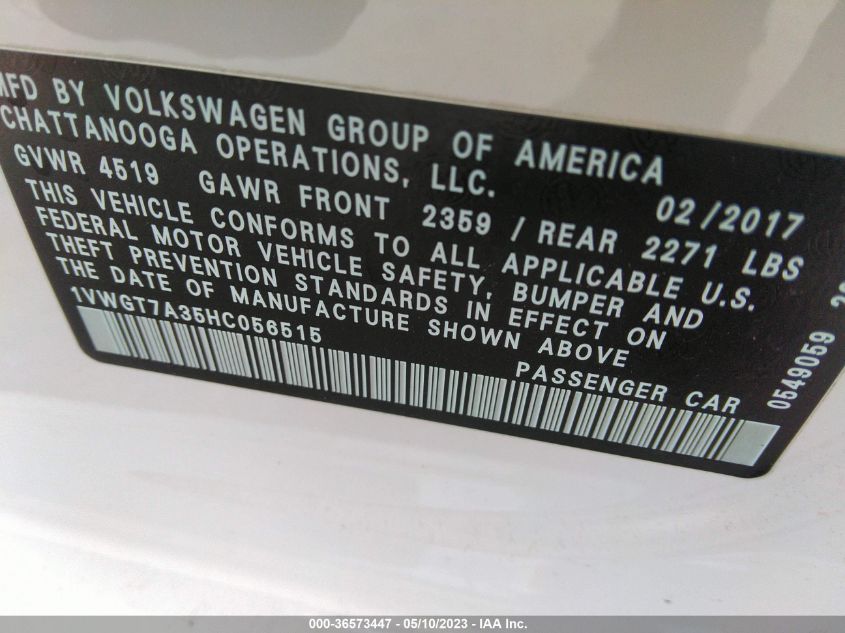 MFD BY VOLKSWAGEN GROUP OF AMERICA
CHATTANOOGA OPERATIONS, LLC. 02/2017
GVWR 4519 GAWR FRONT 2359 / REAR 2271 LBS
THIS VEHICLE CONFORMS TO ALL APPLICABLE U.S.
FEDERAL MOTOR VEHICLE SAFETY, BUMPER AND
THEFT PREVENTION STANDARDS IN EFFECT ON
THE DATE OF MANUFACTURE SHOWN ABOVE
1VWGT7A35HC056515 PASSENGER CAR
0549059
000-36573447 - 05/10/2023 - IAA Inc.